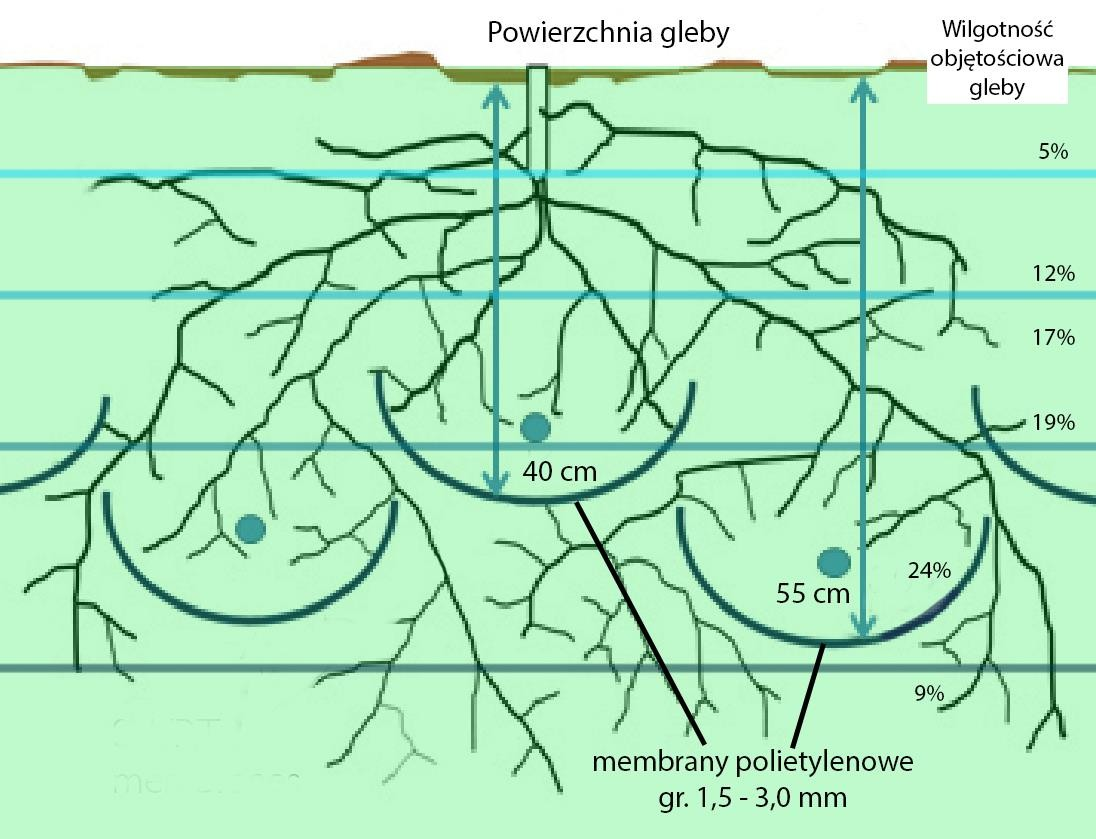 Powierzchnia gleby
Wilgotność
objętościowa
gleby
5%
12%
17%
19%
40 cm
24%
55 cm
9%
membrany polietylenowe
gr. 1,5 - 3,0 mm